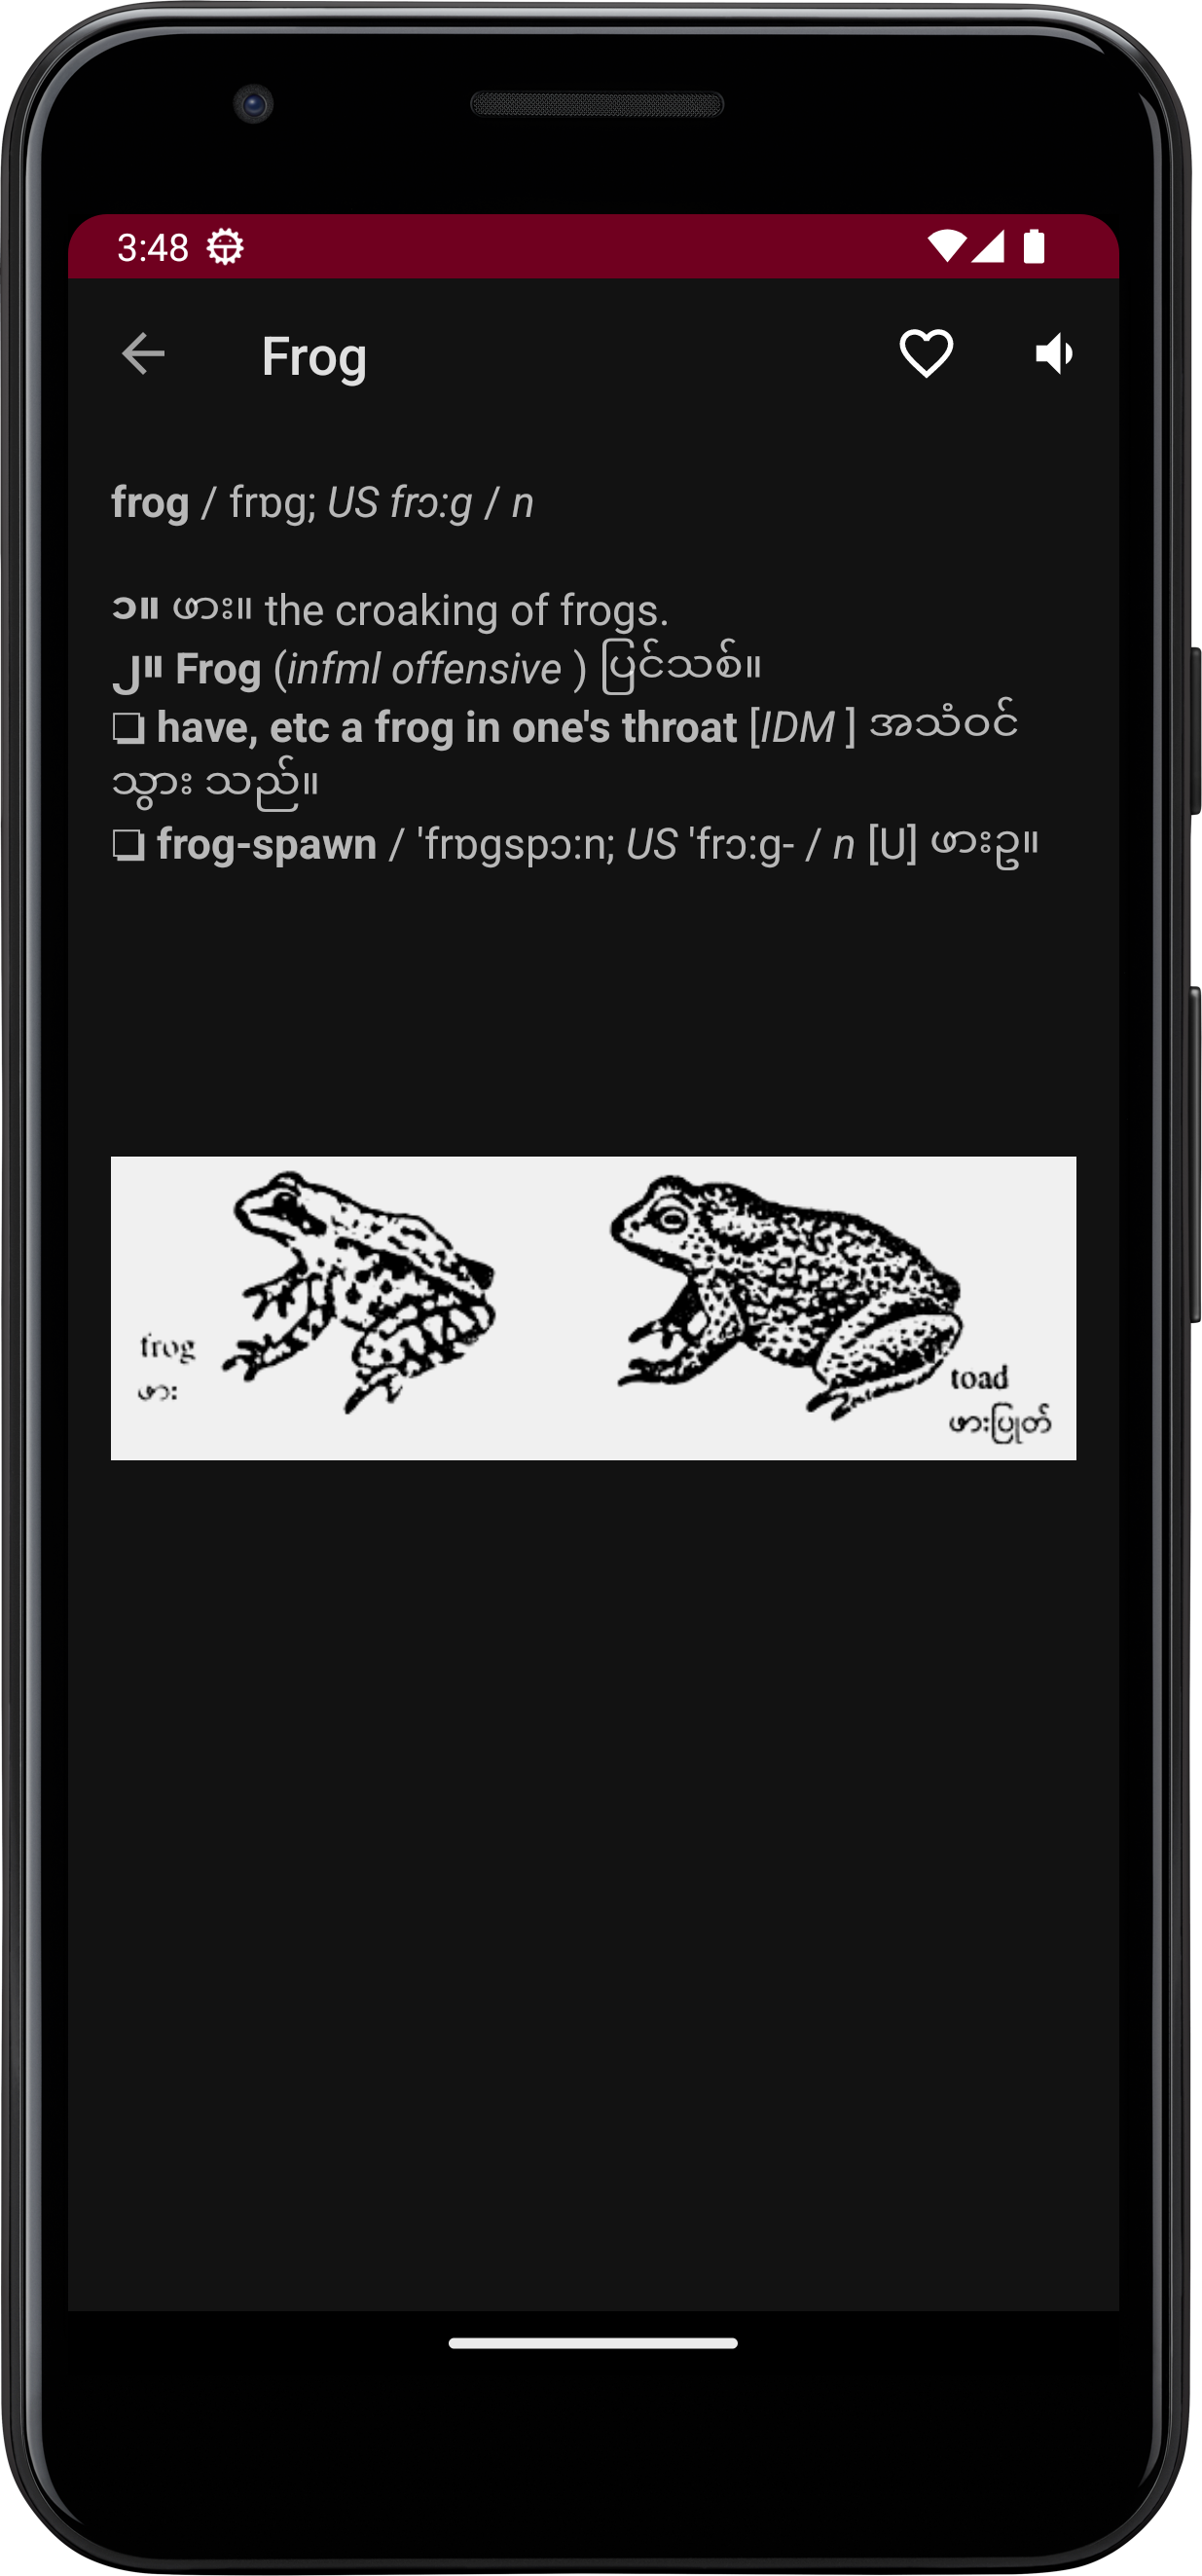 3:48
Frog
frog / frɒg; US frɔ:g / n
၁။ ဖား။ the croaking of frogs.
၂။ Frog (infml offensive ) ပြင်သစ်။
❏ have, etc a frog in one's throat [IDM ] အသံဝင်
သွား သည်။
❏ frog-spawn / 'frɒgspɔ:n; US 'frɔ:g- / n [U] ဖားဥ။
frog
ဖား
toad
ဖားပြုတ်